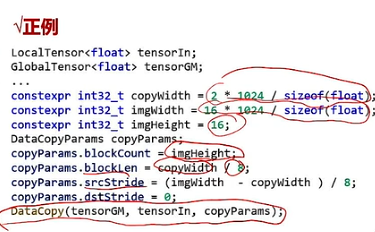 √正例
LocalTensor<float> tensorIn;
GlobalTensor<float> tensorGM;
...
constexpr int32_t copyWidth = 2 * 1024 / sizeof(float);
constexpr int32_t imgWidth = 16 * 1024 / sizeof(float);
constexpr int32_t imgHeight = 16;
DataCopyParams copyParams;
copyParams.blockCount = imgHeight;
copyParams.blockLen = copyWidth / 8;
copyParams.srcStride = (imgWidth - copyWidth ) / 8;
copyParams.dstStride = 0;
DataCopy(tensorGM, tensorIn, copyParams);